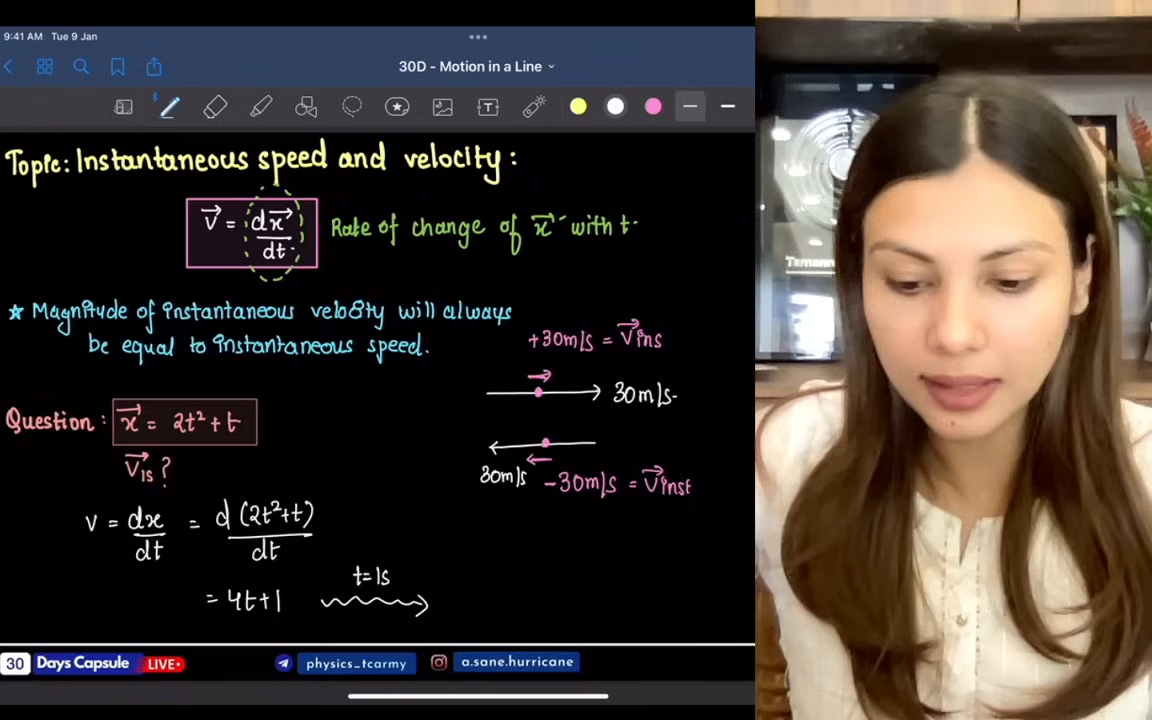 9:41 AM Tue 9 Jan
30D - Motion in a Line
T
Topic: Instantaneous speed and velocity:
V⃗ = dx⃗/dt Rate of change of x⃗ with t.
★ Magnitude of instantaneous velocity will always
be equal to instantaneous speed.
+30m/s = V⃗ins
30m/s
Question: x⃗ = 2t² + t
V⃗1s ?
30m/s -30m/s = V⃗inst
V = dx/dt = d(2t²+t)/dt
= 4t+1 t=1s
30 Days Capsule LIVE
physics_tcarmy
a.sane.hurricane